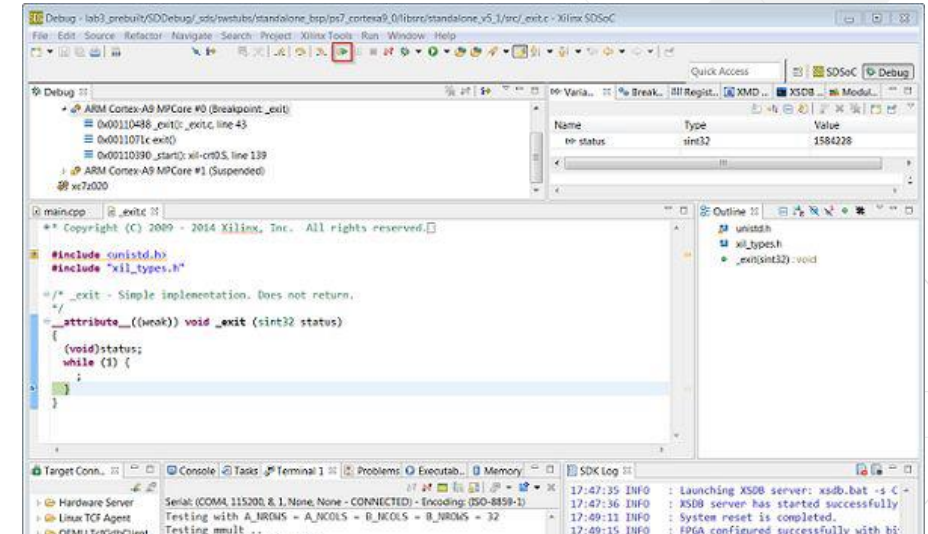 Debug - lab3_prebuilt/SDDebug/_sds/swstubs/standalone_bsp/ps7_cortexa9_0/libsrc/standalone_v5_1/src/_exit.c - Xilinx SDSoC
File Edit Source Refactor Navigate Search Project Xilinx Tools Run Window Help
Quick Access SDSoC Debug
Debug
ARM Cortex-A9 MPCore #0 (Breakpoint: _exit)
0x00110438 _exit(): _exit.c, line 43
0x0011071c exit()
0x00110390 _start(): xil-crt0.S, line 139
ARM Cortex-A9 MPCore #1 (Suspended)
xc7z020
Varia... Break... Regist... XMD ... XSDB ... Modul...
Name Type Value
status sint32 1584228
main.cpp _exit.c
** Copyright (C) 2009 - 2014 Xilinx, Inc. All rights reserved.
#include <unistd.h>
#include "xil_types.h"
/* _exit - Simple implementation. Does not return.
*/
__attribute__((weak)) void _exit (sint32 status)
{
(void)status;
while (1) {
;
}
}
Outline
unistd.h
xil_types.h
_exit(sint32) : void
Target Conn...
Hardware Server
Linux TCF Agent
QEMU TcfGdbClient
Console Tasks Terminal 1 Problems Executab... Memory
Serial: (COM4, 115200, 8, 1, None, None - CONNECTED) - Encoding: (ISO-8859-1)
Testing with A_NROWS = A_NCOLS = B_NCOLS = B_NROWS = 32
Testing mmult
SDK Log
17:47:35 INFO : Launching XSDB server: xsdb.bat -s C
17:47:36 INFO : XSDB server has started successfully
17:49:11 INFO : System reset is completed.
17:49:15 INFO : FPGA configured successfully with bi